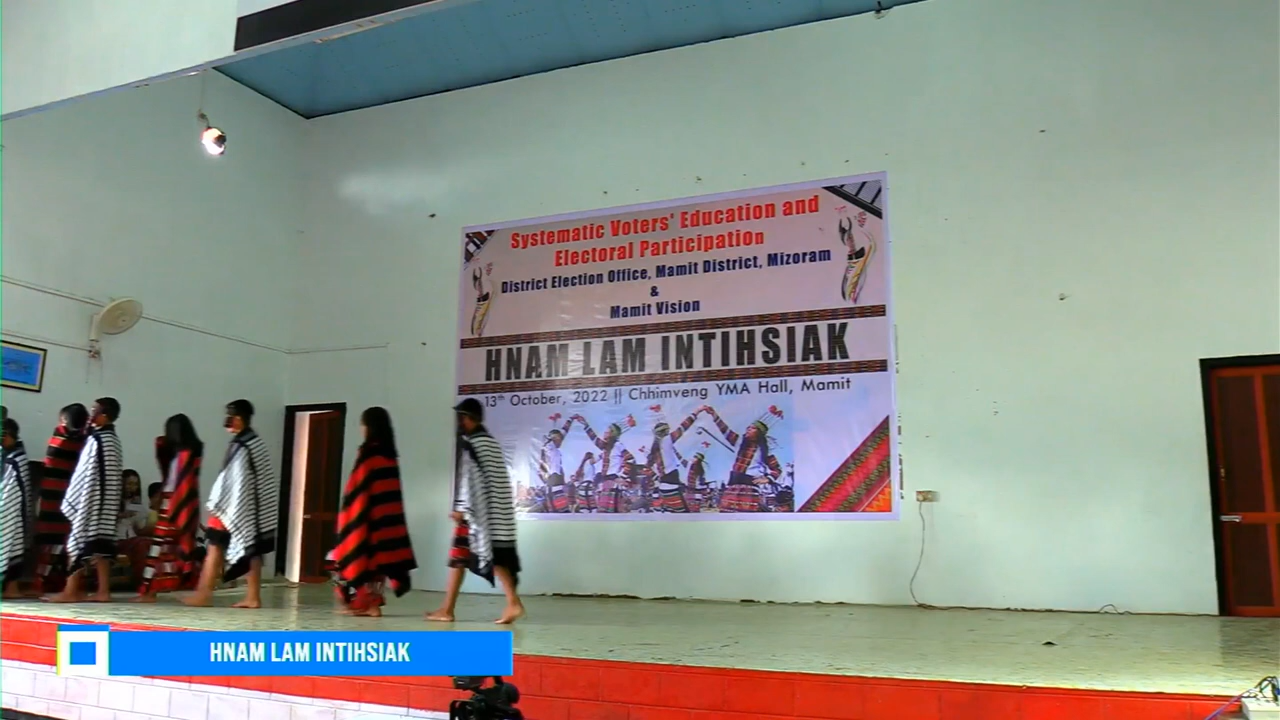 Systematic Voters' Education and
Electoral Participation
District Election Office, Mamit District, Mizoram
&
Mamit Vision
HNAM LAM INTIHSIAK
13th October, 2022 || Chhimveng YMA Hall, Mamit
HNAM LAM INTIHSIAK